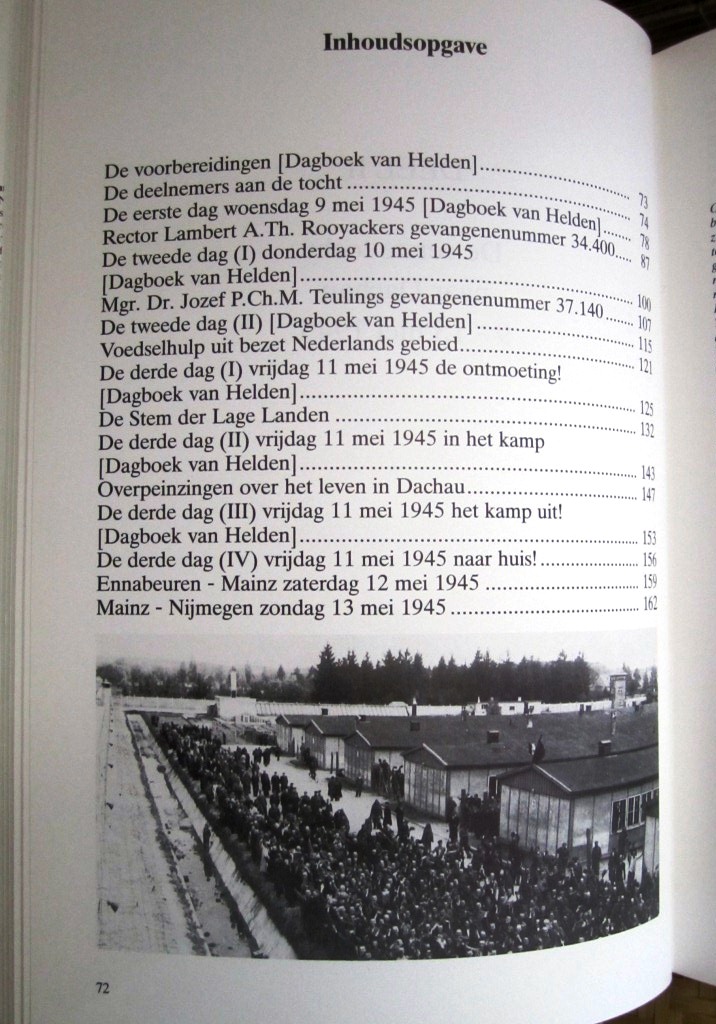 Inhoudsopgave
De voorbereidingen [Dagboek van Helden].............................. 73
De deelnemers aan de tocht .................................................... 74
De eerste dag woensdag 9 mei 1945 [Dagboek van Helden]...... 78
Rector Lambert A.Th. Rooyackers gevangenenummer 34.400.... 87
De tweede dag (I) donderdag 10 mei 1945
[Dagboek van Helden]............................................................ 100
Mgr. Dr. Jozef P.Ch.M. Teulings gevangenenummer 37.140....... 107
De tweede dag (II) [Dagboek van Helden] ................................ 115
Voedselhulp uit bezet Nederlands gebied................................... 121
De derde dag (I) vrijdag 11 mei 1945 de ontmoeting!
[Dagboek van Helden]............................................................ 125
De Stem der Lage Landen ...................................................... 132
De derde dag (II) vrijdag 11 mei 1945 in het kamp
[Dagboek van Helden]............................................................ 143
Overpeinzingen over het leven in Dachau.................................. 147
De derde dag (III) vrijdag 11 mei 1945 het kamp uit!
[Dagboek van Helden]............................................................ 153
De derde dag (IV) vrijdag 11 mei 1945 naar huis!.................... 156
Ennabeuren - Mainz zaterdag 12 mei 1945 .............................. 159
Mainz - Nijmegen zondag 13 mei 1945 .................................... 162
72